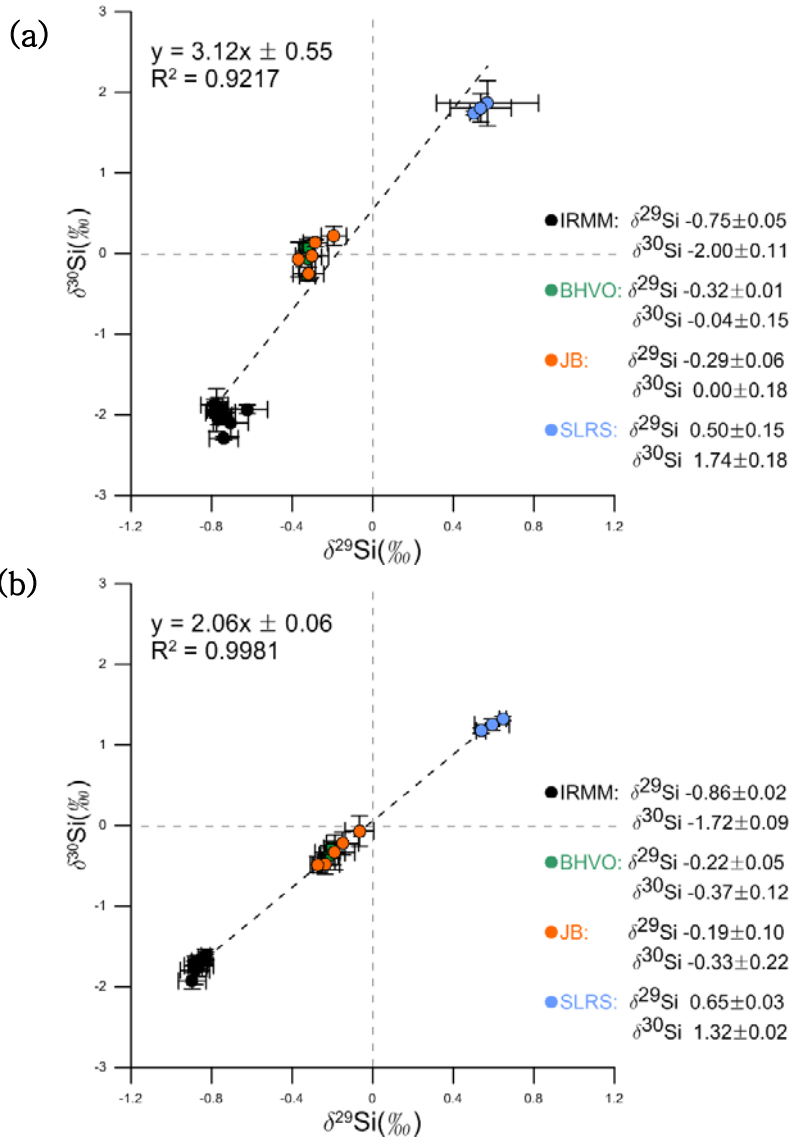 (a)
y = 3.12x ± 0.55
R² = 0.9217
3
2
1
0
-1
-2
-3
δ³⁰Si(‰)
-1.2
-0.8
-0.4
0
0.4
0.8
1.2
δ²⁹Si(‰)
IRMM: δ²⁹Si -0.75±0.05
δ³⁰Si -2.00±0.11
BHVO: δ²⁹Si -0.32±0.01
δ³⁰Si -0.04±0.15
JB: δ²⁹Si -0.29±0.06
δ³⁰Si 0.00±0.18
SLRS: δ²⁹Si 0.50±0.15
δ³⁰Si 1.74±0.18
(b)
y = 2.06x ± 0.06
R² = 0.9981
3
2
1
0
-1
-2
-3
δ³⁰Si(‰)
-1.2
-0.8
-0.4
0
0.4
0.8
1.2
δ²⁹Si(‰)
IRMM: δ²⁹Si -0.86±0.02
δ³⁰Si -1.72±0.09
BHVO: δ²⁹Si -0.22±0.05
δ³⁰Si -0.37±0.12
JB: δ²⁹Si -0.19±0.10
δ³⁰Si -0.33±0.22
SLRS: δ²⁹Si 0.65±0.03
δ³⁰Si 1.32±0.02